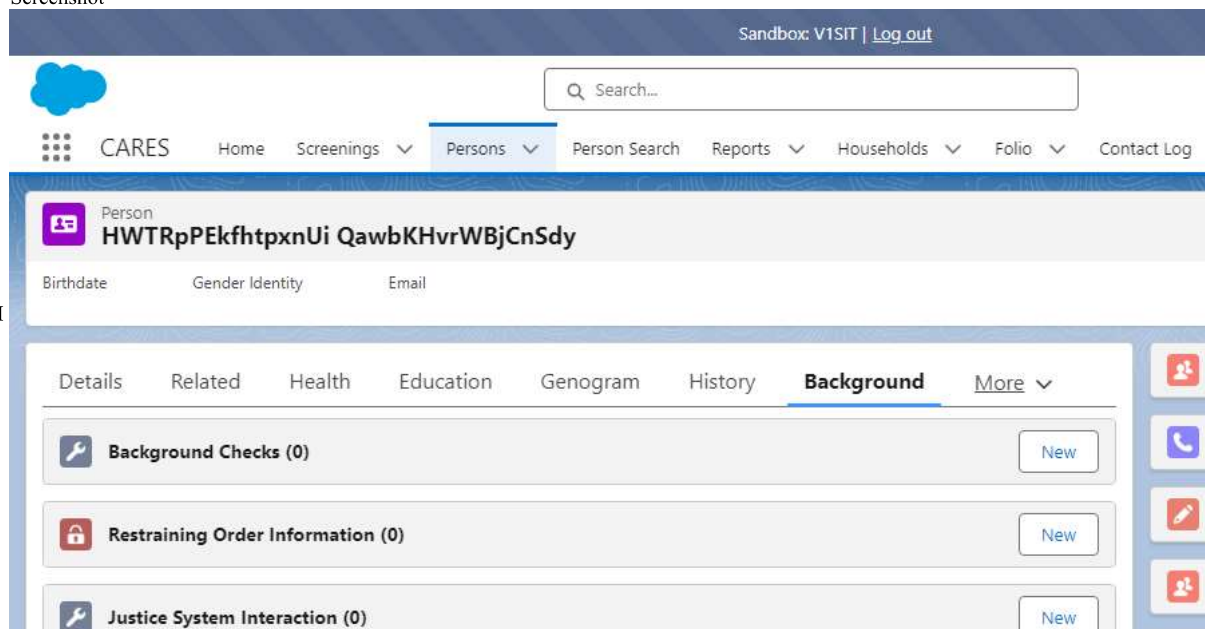 Screenshot
Sandbox: V1SIT | Log out
Search...
CARES Home Screenings Persons Person Search Reports Households Folio Contact Log
Person
HWTRpPEkfhtpxnUi QawbKHvrWBjCnSdy
Birthdate Gender Identity Email
Details Related Health Education Genogram History Background More
Background Checks (0) New
Restraining Order Information (0) New
Justice System Interaction (0) New